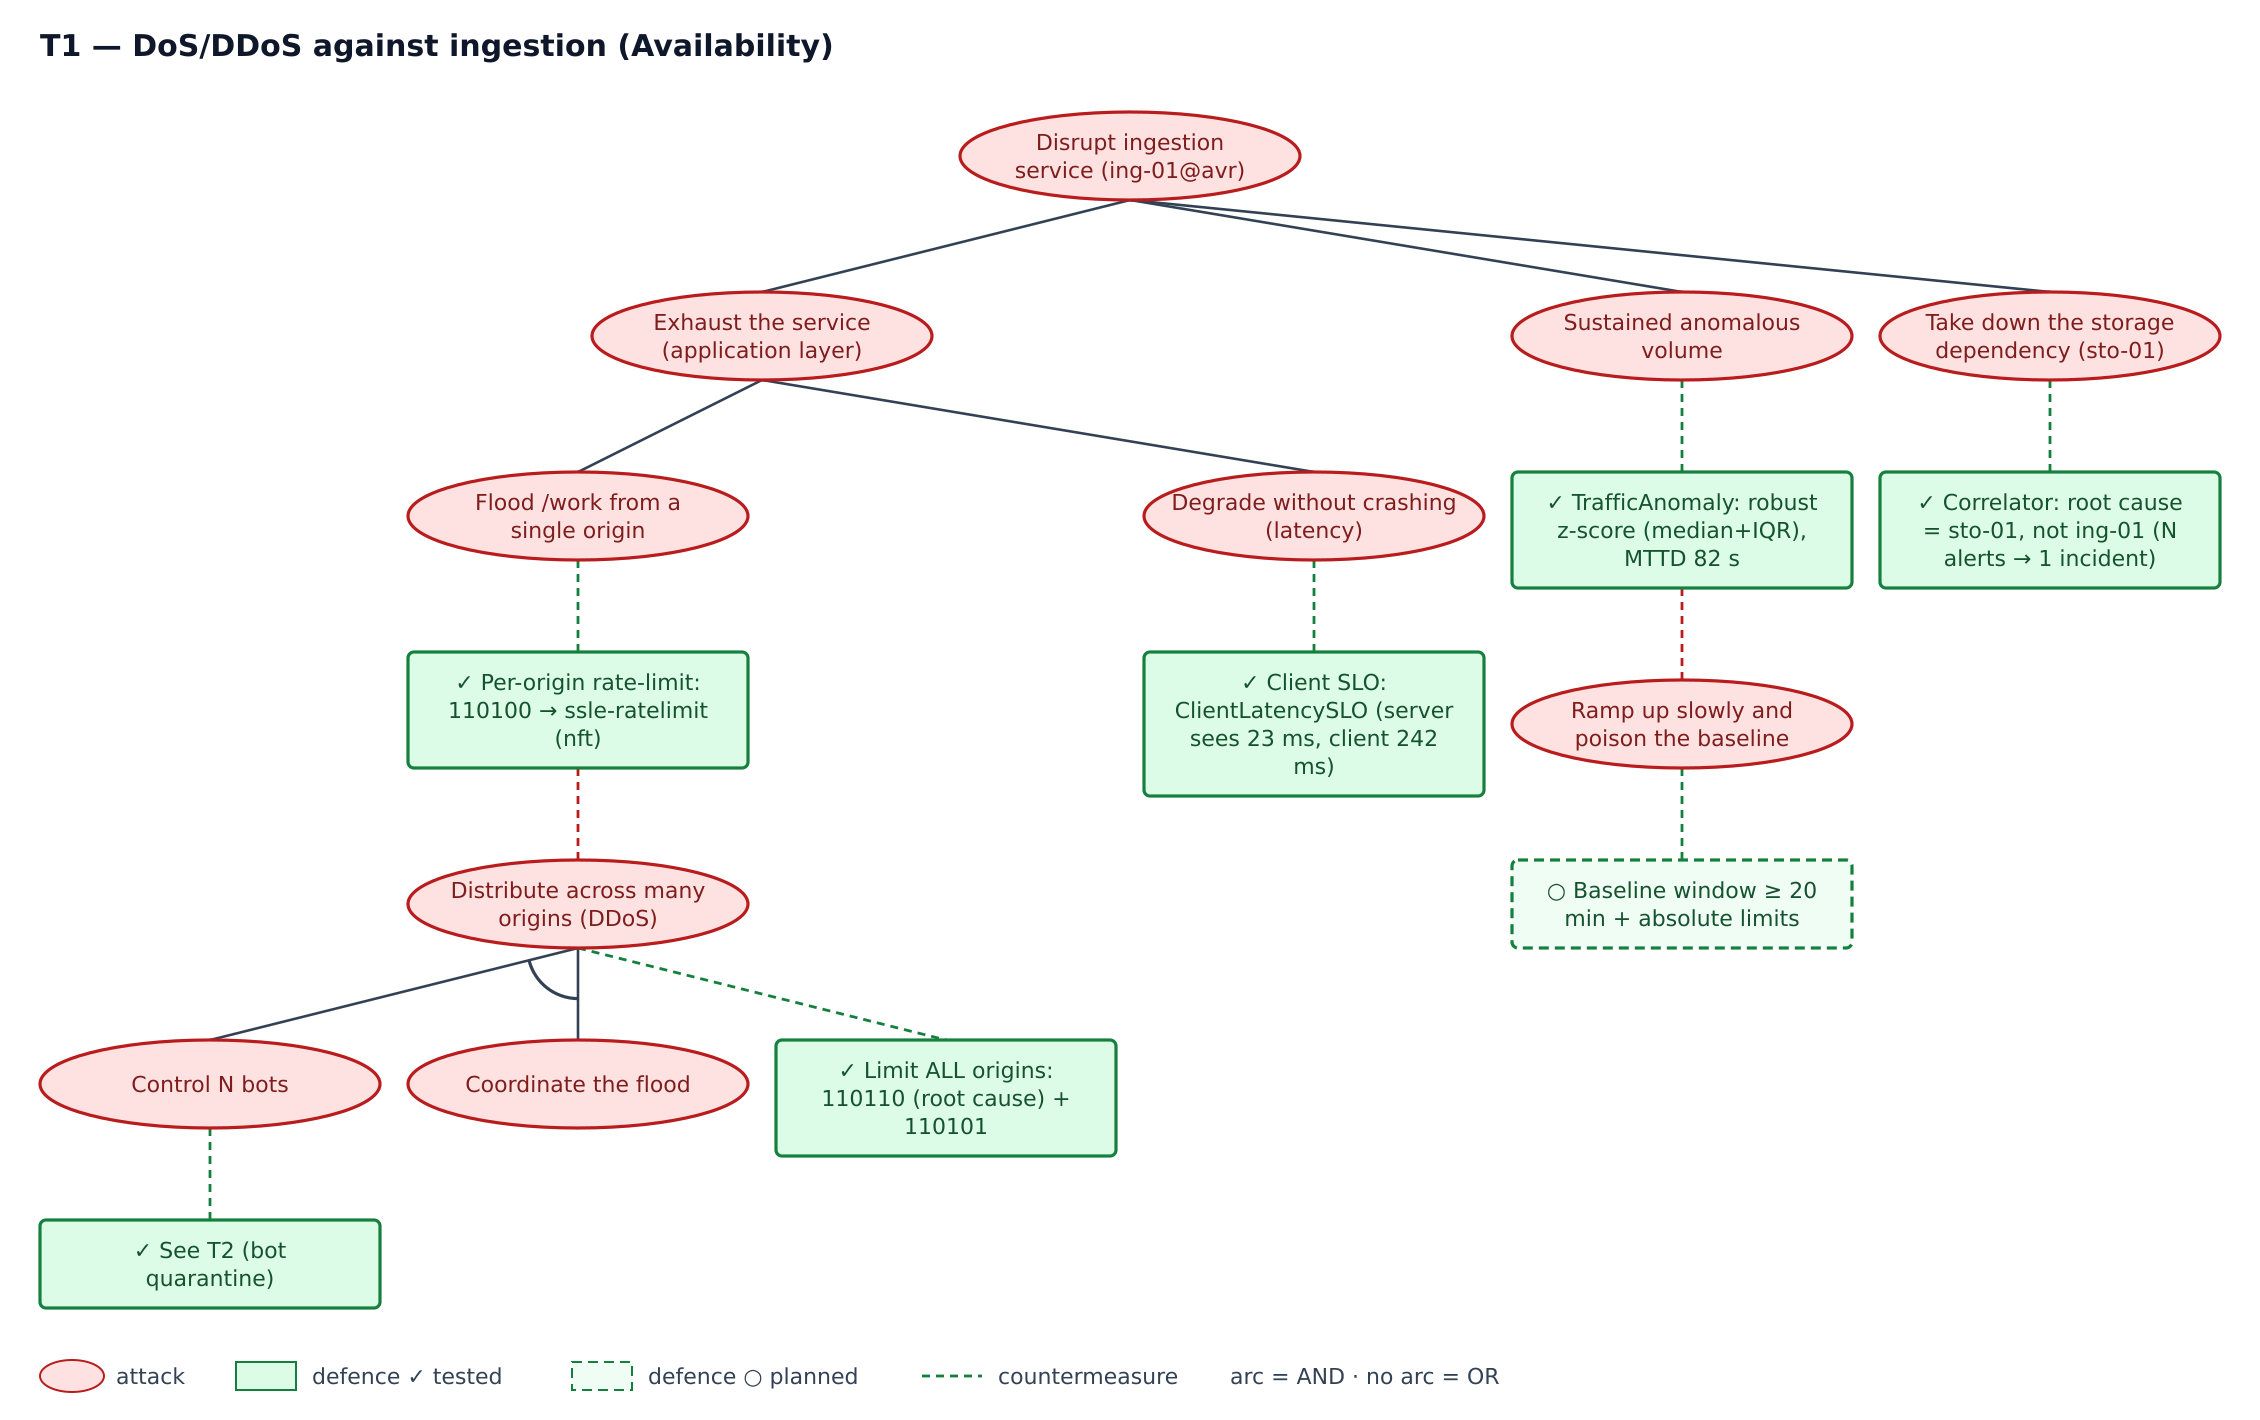 T1 — DoS/DDoS against ingestion (Availability)
Disrupt ingestion
service (ing-01@avr)
Exhaust the service
(application layer)
Sustained anomalous
volume
Take down the storage
dependency (sto-01)
Flood /work from a
single origin
Degrade without crashing
(latency)
✓ TrafficAnomaly: robust
z-score (median+IQR),
MTTD 82 s
✓ Correlator: root cause
= sto-01, not ing-01 (N
alerts → 1 incident)
✓ Per-origin rate-limit:
110100 → ssle-ratelimit
(nft)
✓ Client SLO:
ClientLatencySLO (server
sees 23 ms, client 242
ms)
Ramp up slowly and
poison the baseline
Distribute across many
origins (DDoS)
○ Baseline window ≥ 20
min + absolute limits
Control N bots
Coordinate the flood
✓ Limit ALL origins:
110110 (root cause) +
110101
✓ See T2 (bot
quarantine)
attack
defence ✓ tested
defence ○ planned
countermeasure
arc = AND · no arc = OR